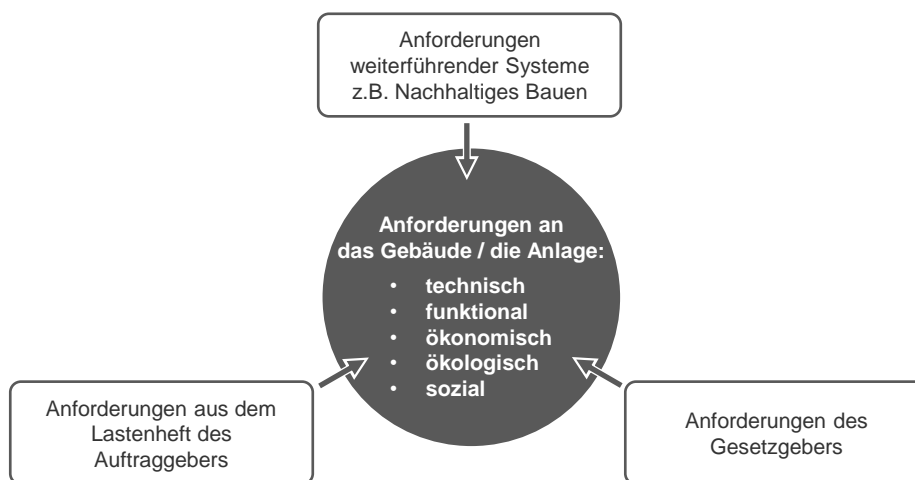 Anforderungen
weiterführender Systeme
z.B. Nachhaltiges Bauen
Anforderungen an
das Gebäude / die Anlage:
• technisch
• funktional
• ökonomisch
• ökologisch
• sozial
Anforderungen aus dem
Lastenheft des
Auftraggebers
Anforderungen des
Gesetzgebers